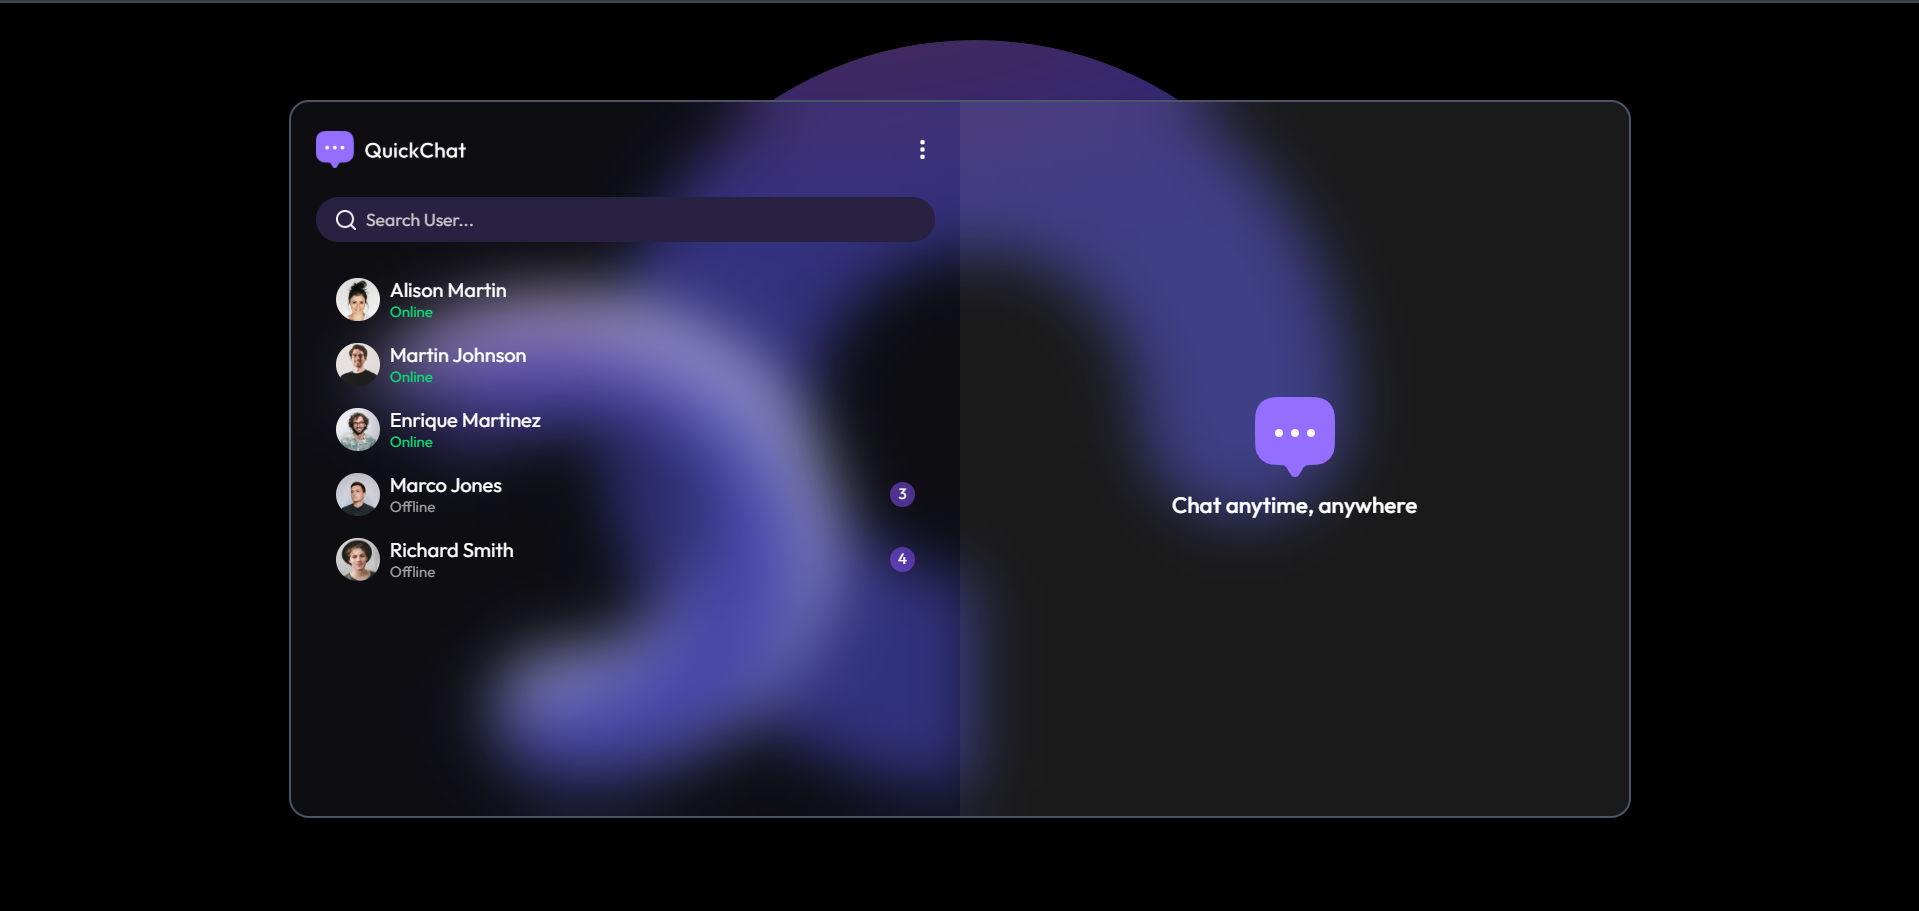 QuickChat
Search User...
Alison Martin
Online
Martin Johnson
Online
Enrique Martinez
Online
Marco Jones
Offline
3
Richard Smith
Offline
4
Chat anytime, anywhere